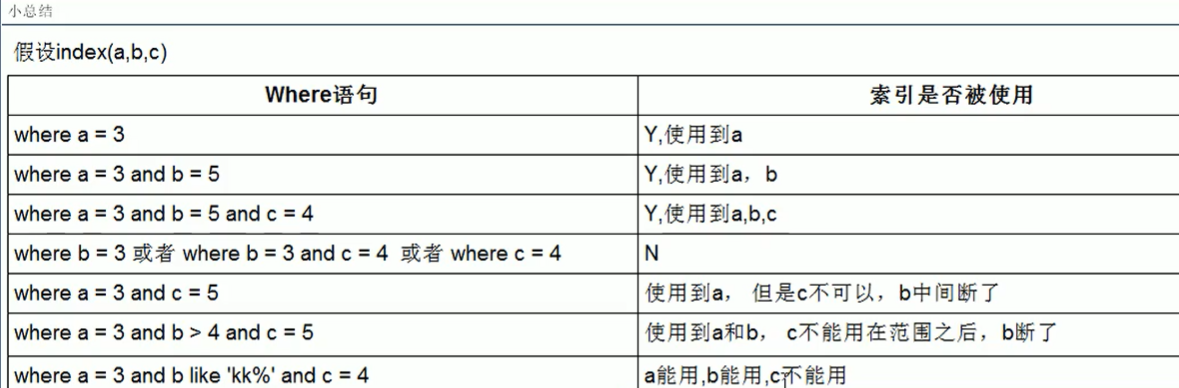 小总结
假设index(a,b,c)
Where语句 索引是否被使用
where a = 3 Y,使用到a
where a = 3 and b = 5 Y,使用到a，b
where a = 3 and b = 5 and c = 4 Y,使用到a,b,c
where b = 3 或者 where b = 3 and c = 4 或者 where c = 4 N
where a = 3 and c = 5 使用到a， 但是c不可以，b中间断了
where a = 3 and b > 4 and c = 5 使用到a和b， c不能用在范围之后，b断了
where a = 3 and b like 'kk%' and c = 4 a能用,b能用,c不能用